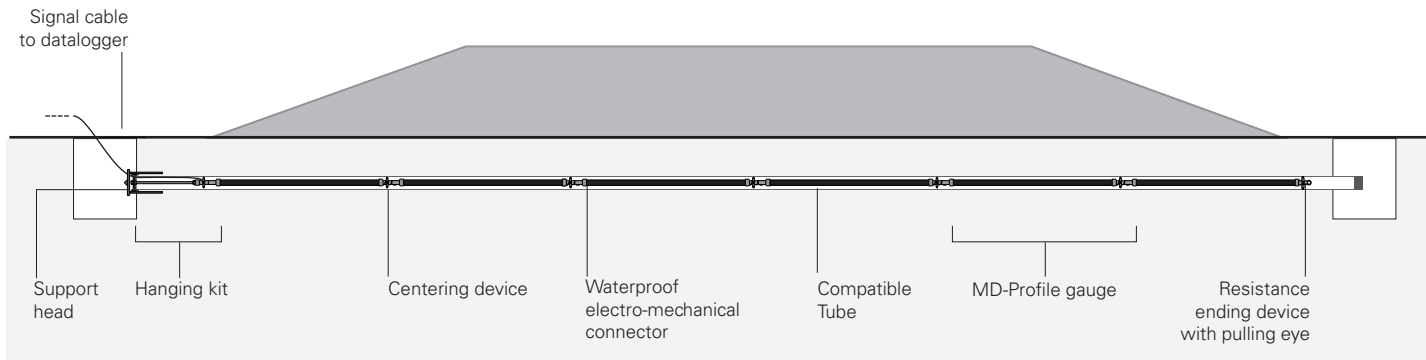 Signal cable
to datalogger
Support
head
Hanging kit
Centering device
Waterproof
electro-mechanical
connector
Compatible
Tube
MD-Profile gauge
Resistance
ending device
with pulling eye